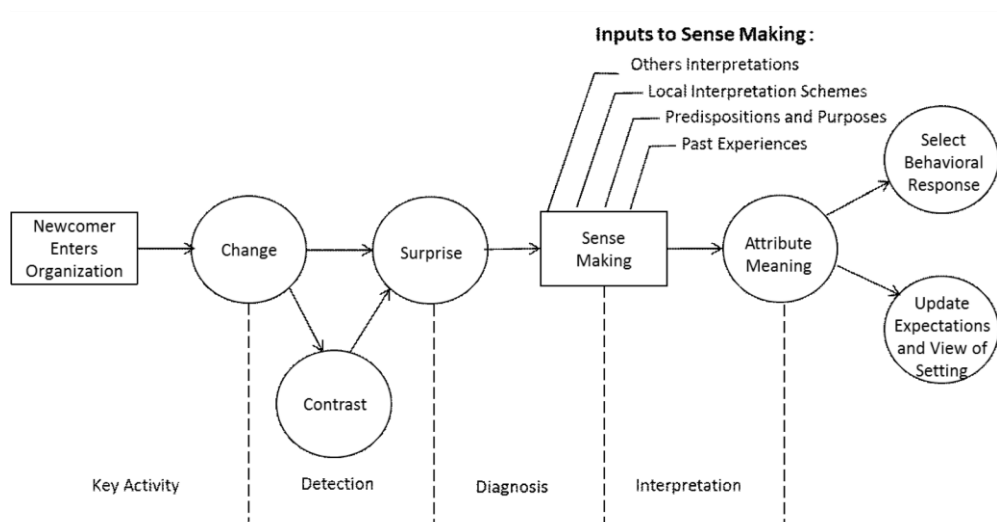 Inputs to Sense Making :
Others Interpretations
Local Interpretation Schemes
Predispositions and Purposes
Past Experiences
Newcomer
Enters
Organization
Change
Contrast
Surprise
Sense
Making
Attribute
Meaning
Select
Behavioral
Response
Update
Expectations
and View of
Setting
Key Activity
Detection
Diagnosis
Interpretation